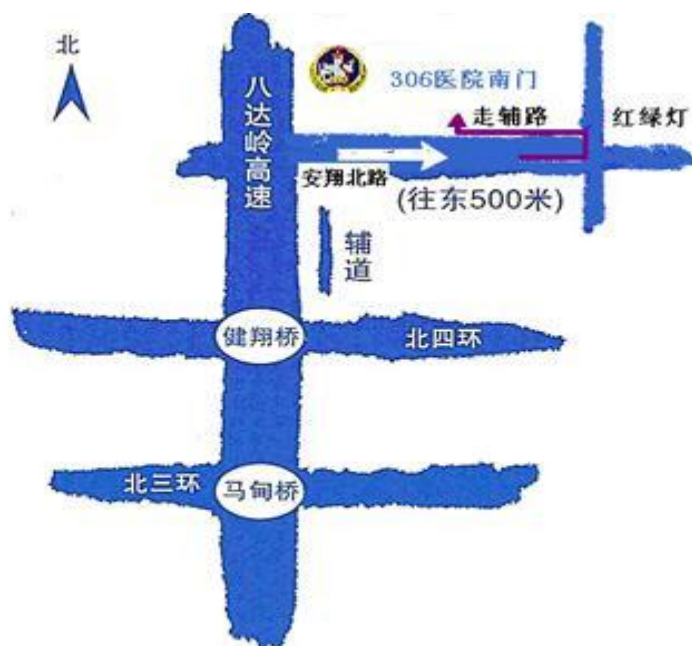 北
306医院南门
走辅路
红绿灯
八达岭高速
安翔北路
(往东500米)
辅道
健翔桥
北四环
北三环
马甸桥